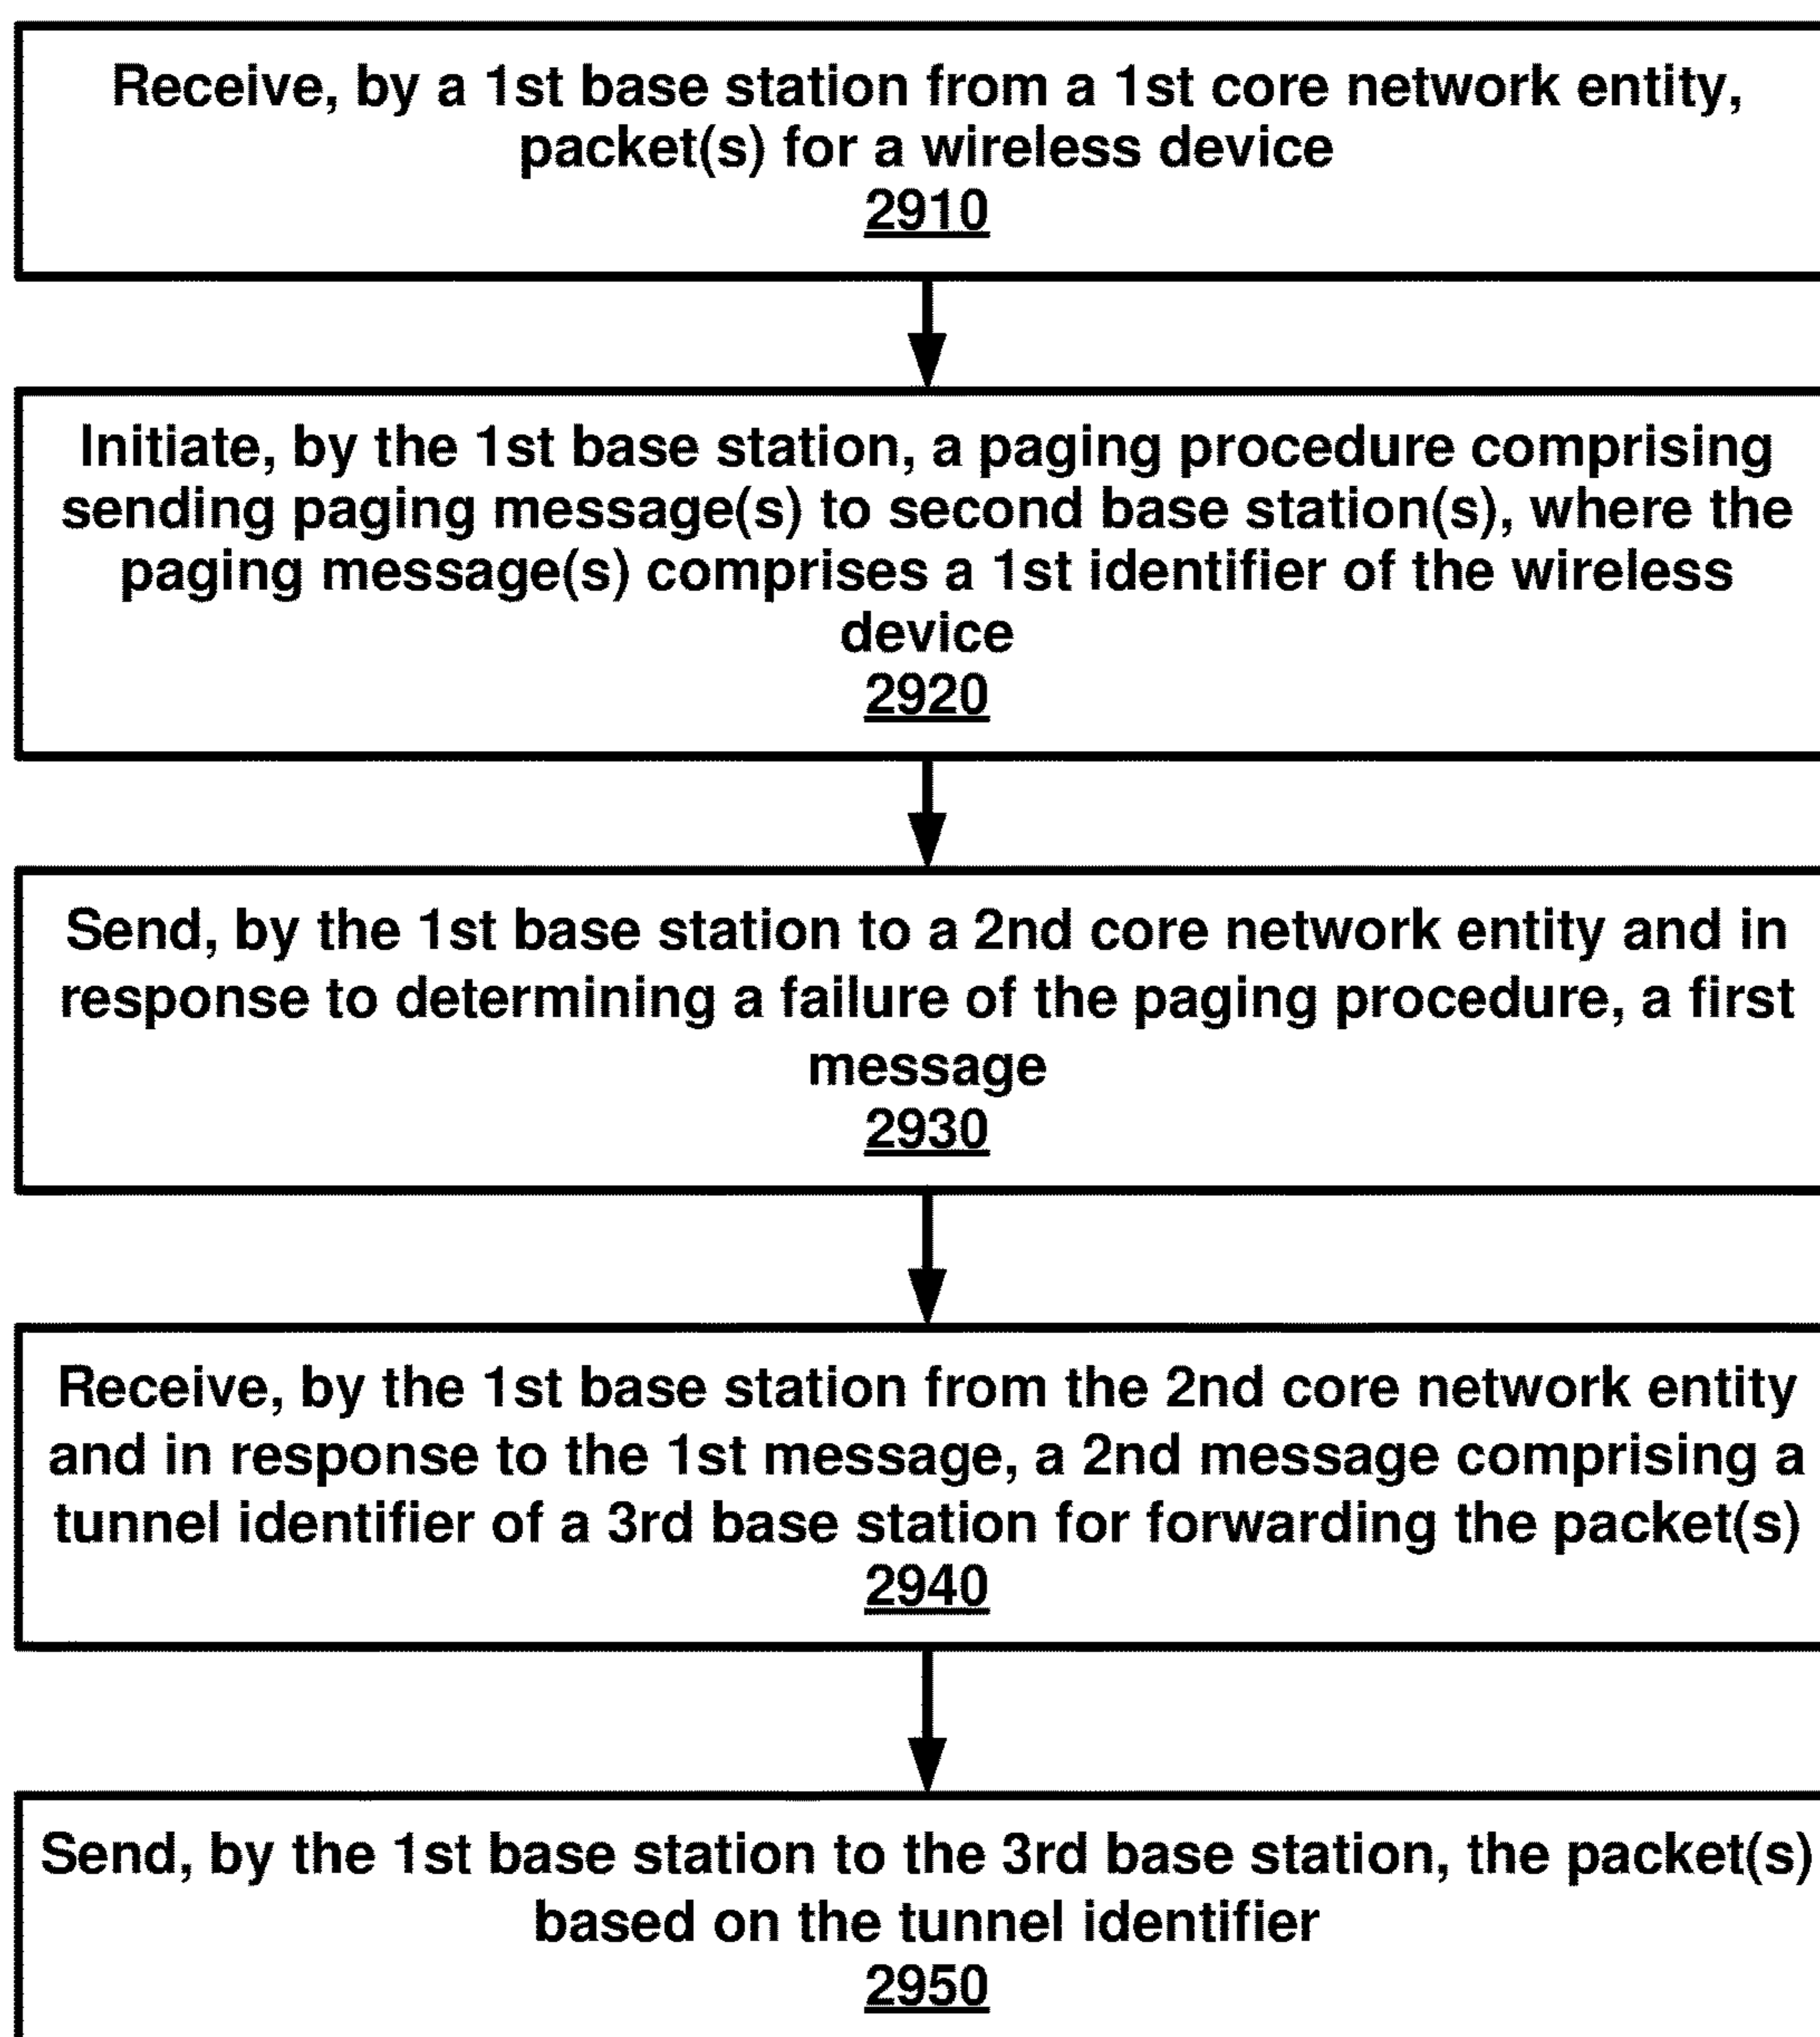 Receive, by a 1st base station from a 1st core network entity,
packet(s) for a wireless device
2910
Initiate, by the 1st base station, a paging procedure comprising
sending paging message(s) to second base station(s), where the
paging message(s) comprises a 1st identifier of the wireless
device
2920
Send, by the 1st base station to a 2nd core network entity and in
response to determining a failure of the paging procedure, a first
message
2930
Receive, by the 1st base station from the 2nd core network entity
and in response to the 1st message, a 2nd message comprising a
tunnel identifier of a 3rd base station for forwarding the packet(s)
2940
Send, by the 1st base station to the 3rd base station, the packet(s)
based on the tunnel identifier
2950